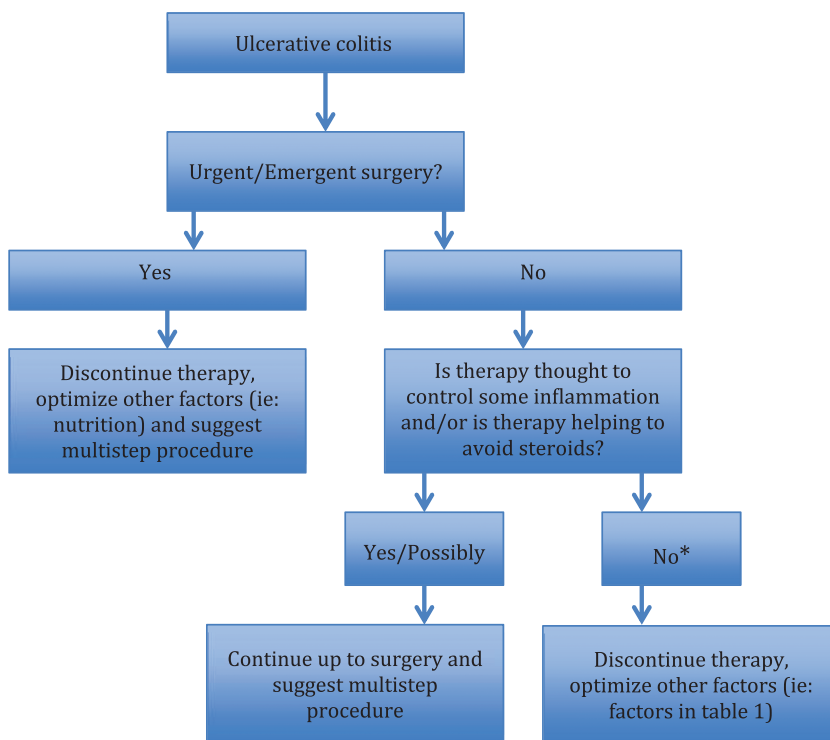 Ulcerative colitis
Urgent/Emergent surgery?
Yes
No
Discontinue therapy,
optimize other factors (ie:
nutrition) and suggest
multistep procedure
Is therapy thought to
control some inflammation
and/or is therapy helping to
avoid steroids?
Yes/Possibly
No*
Continue up to surgery and
suggest multistep
procedure
Discontinue therapy,
optimize other factors (ie:
factors in table 1)